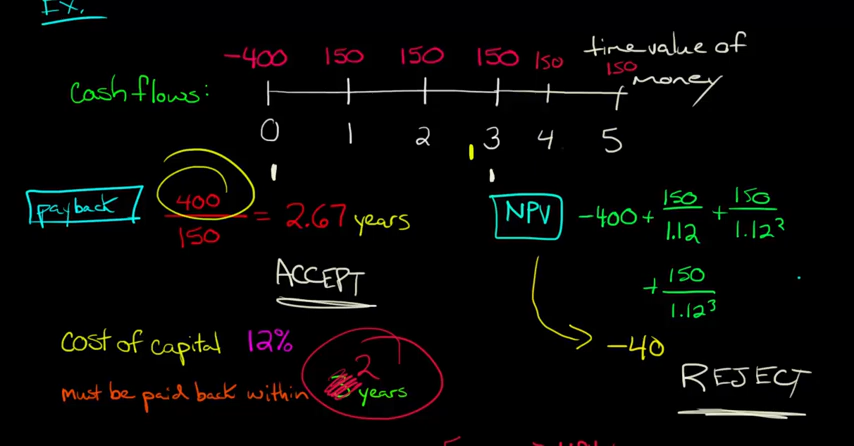 EX.
-400 150 150 150 150 150
time value of
money
cash flows:
0 1 2 3 4 5
payback
400
150
= 2.67 years
NPV
-400 + 150/1.12 + 150/1.12²
+ 150/1.12³
ACCEPT
-40
REJECT
cost of capital 12%
must be paid back within 2 years